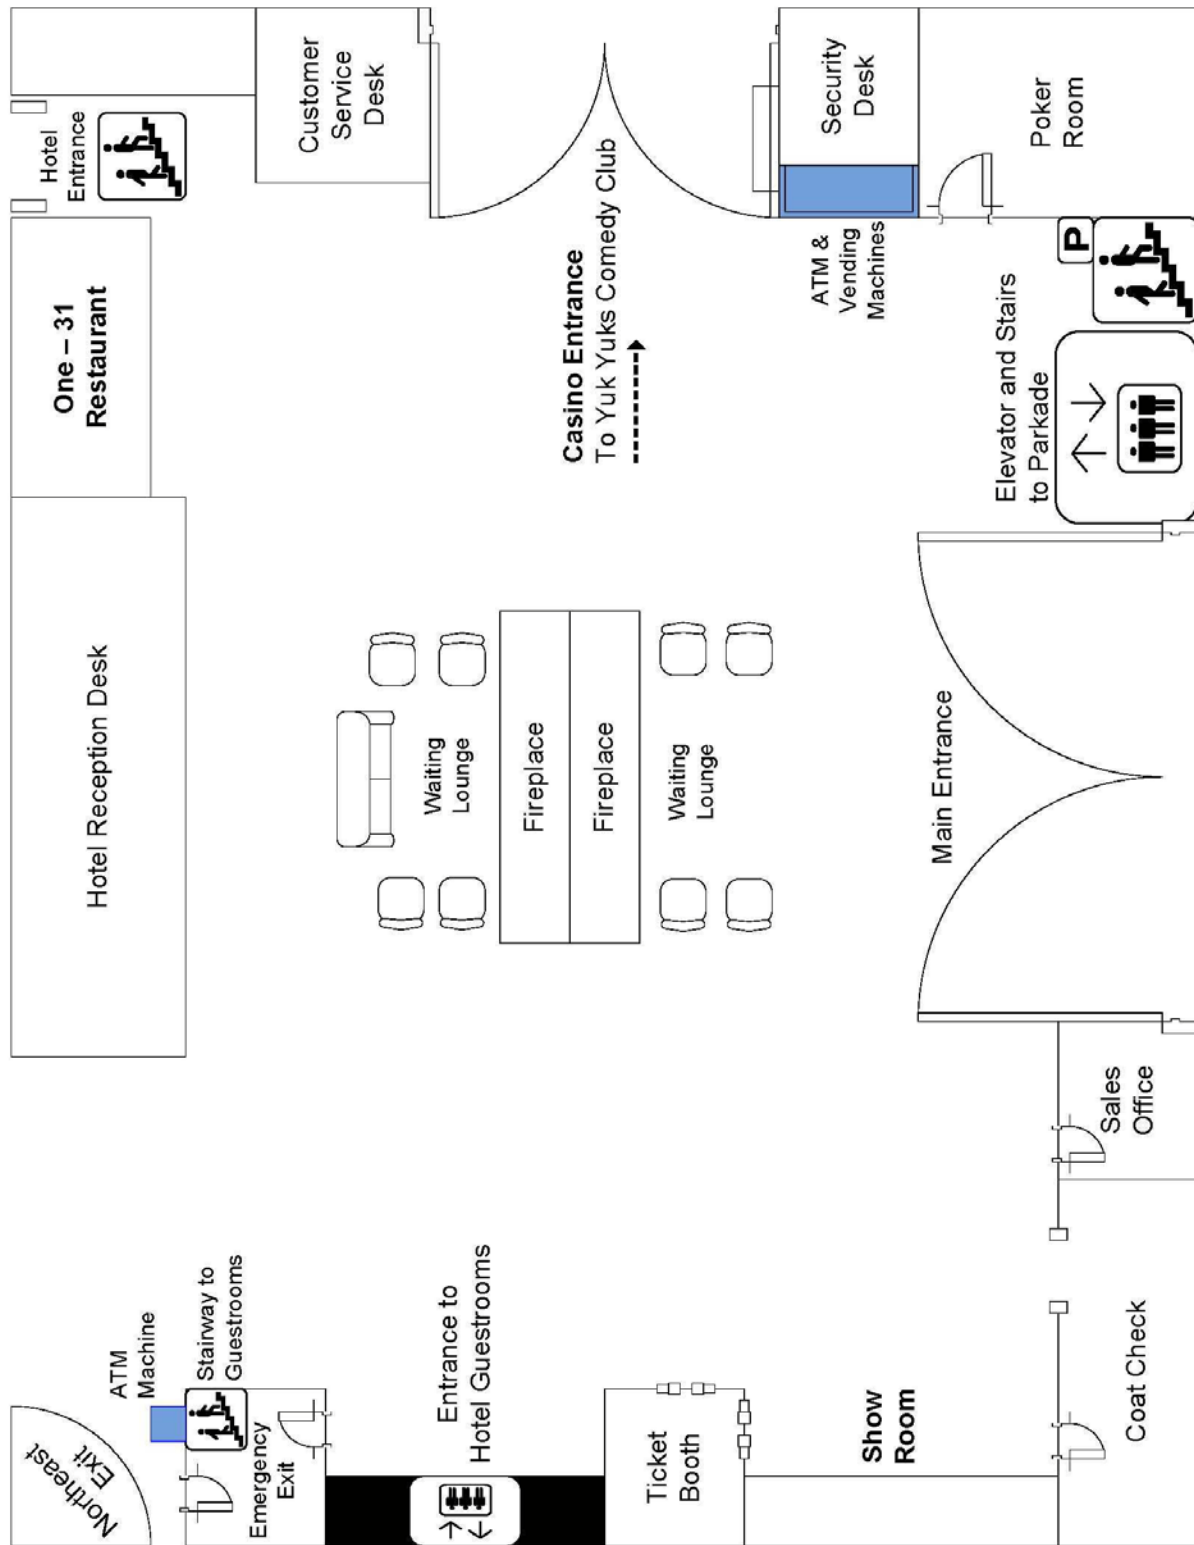 Northeast
Exit
ATM
Machine
Stairway to
Guestrooms
Emergency
Exit
Entrance to
Hotel Guestrooms
Ticket
Booth
Show
Room
Coat Check
Sales
Office
Hotel Reception Desk
One – 31
Restaurant
Hotel
Entrance
Customer
Service
Desk
Waiting
Lounge
Fireplace
Fireplace
Waiting
Lounge
Casino Entrance
To Yuk Yuks Comedy Club
Main Entrance
ATM &
Vending
Machines
Security
Desk
Poker
Room
Elevator and Stairs
to Parkade
P